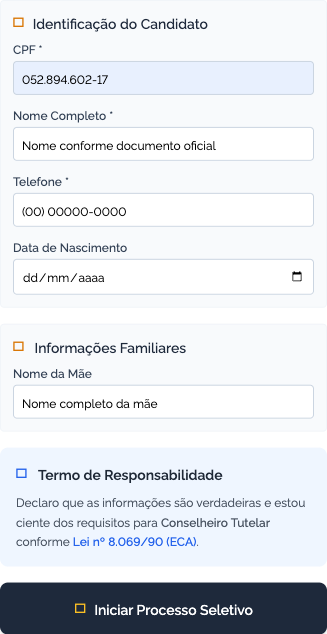 Identificação do Candidato
CPF *
052.894.602-17
Nome Completo *
Nome conforme documento oficial
Telefone *
(00) 00000-0000
Data de Nascimento
dd/mm/aaaa
Informações Familiares
Nome da Mãe
Nome completo da mãe
Termo de Responsabilidade
Declaro que as informações são verdadeiras e estou
ciente dos requisitos para Conselheiro Tutelar
conforme Lei nº 8.069/90 (ECA).
Iniciar Processo Seletivo